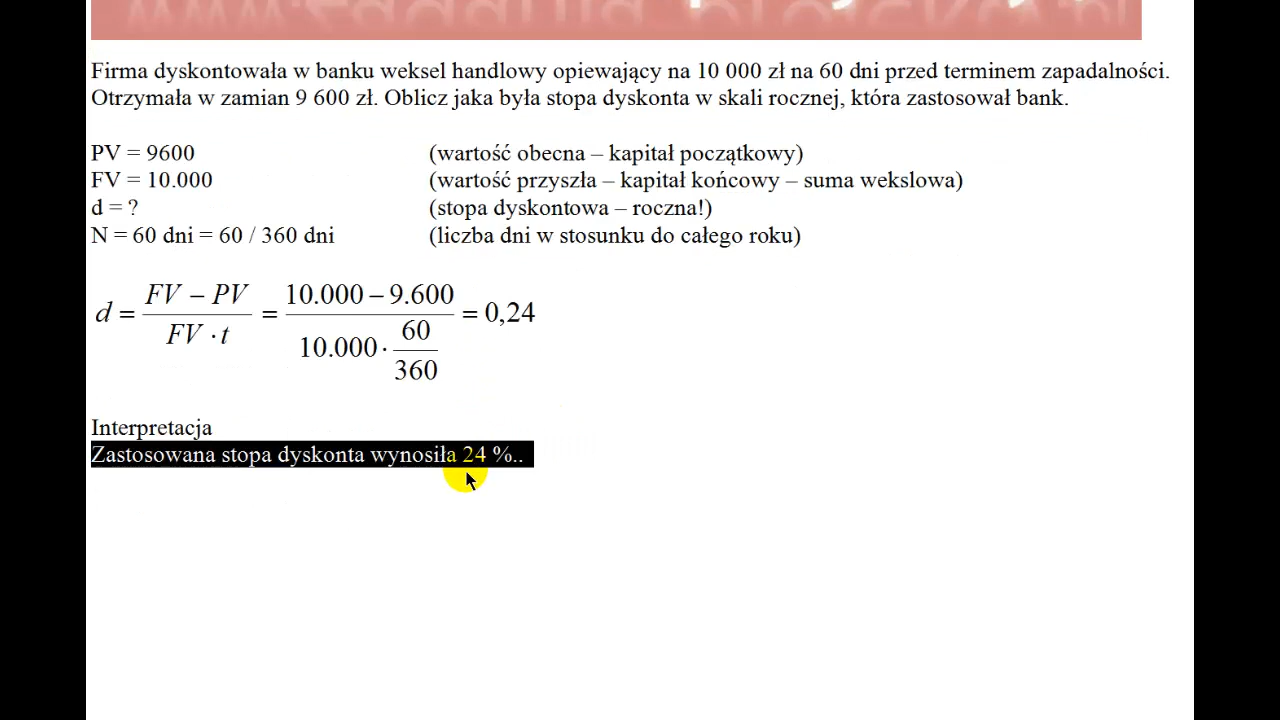 Firma dyskontowała w banku weksel handlowy opiewający na 10 000 zł na 60 dni przed terminem zapadalności.
Otrzymała w zamian 9 600 zł. Oblicz jaka była stopa dyskonta w skali rocznej, która zastosował bank.
PV = 9600 (wartość obecna – kapitał początkowy)
FV = 10.000 (wartość przyszła – kapitał końcowy – suma wekslowa)
d = ? (stopa dyskontowa – roczna!)
N = 60 dni = 60 / 360 dni (liczba dni w stosunku do całego roku)
d = (FV − PV) / (FV · t) = (10.000 − 9.600) / (10.000 · 60/360) = 0,24
Interpretacja
Zastosowana stopa dyskonta wynosiła 24 %..